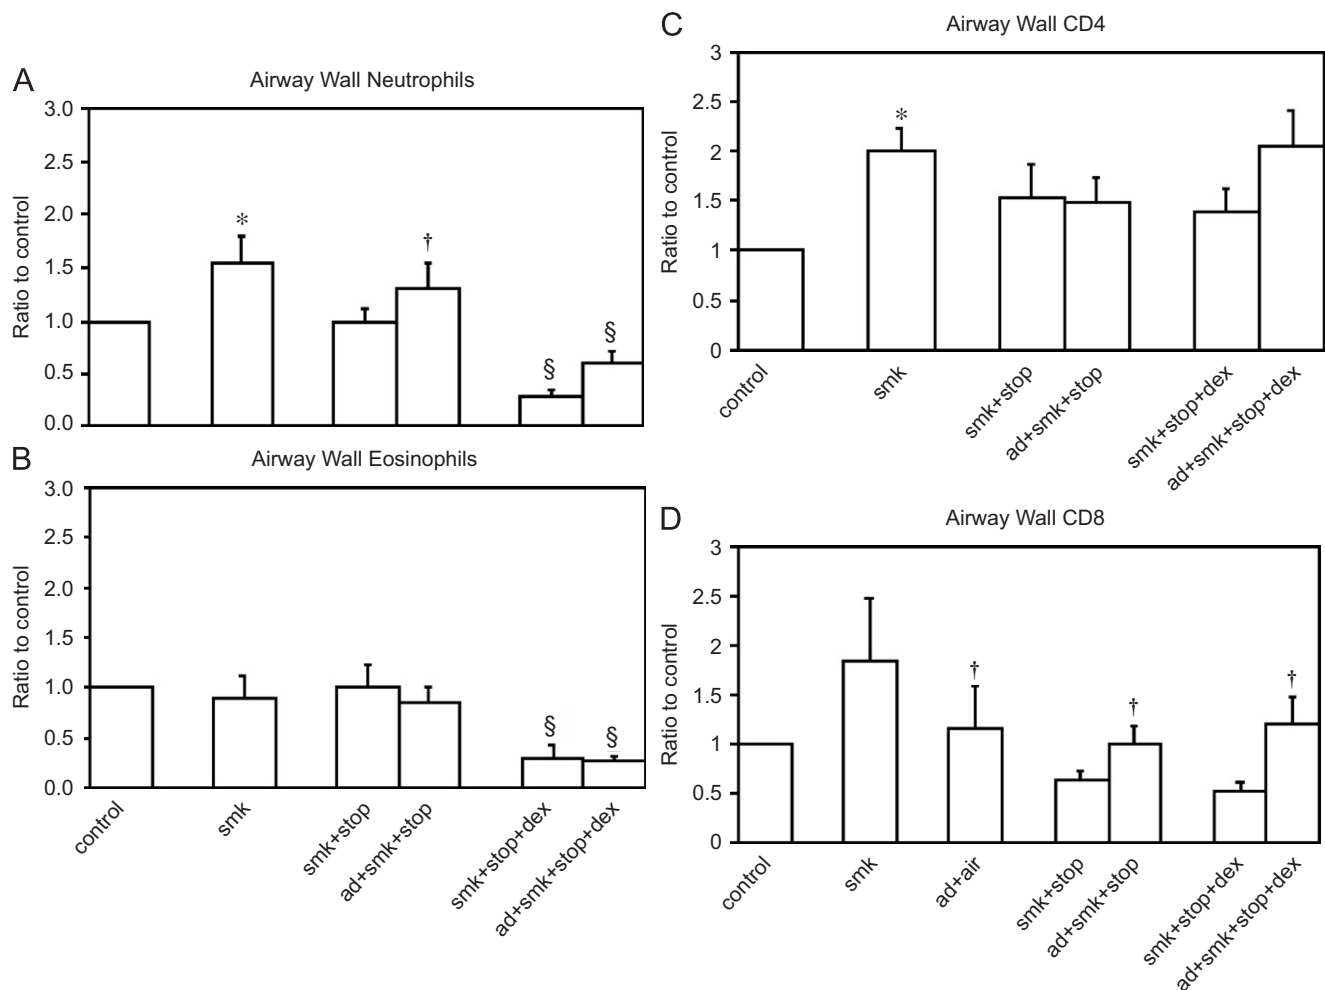 A
Airway Wall Neutrophils
Ratio to control
3.0
2.5
2.0
1.5
1.0
0.5
0.0
*
†
§
§
B
Airway Wall Eosinophils
Ratio to control
3.0
2.5
2.0
1.5
1.0
0.5
0.0
§
§
control
smk
smk+stop
ad+smk+stop
smk+stop+dex
ad+smk+stop+dex
C
Airway Wall CD4
Ratio to control
3
2.5
2
1.5
1
0.5
0
*
control
smk
smk+stop
ad+smk+stop
smk+stop+dex
ad+smk+stop+dex
D
Airway Wall CD8
Ratio to control
3
2.5
2
1.5
1
0.5
0
†
†
†
control
smk
ad+air
smk+stop
ad+smk+stop
smk+stop+dex
ad+smk+stop+dex